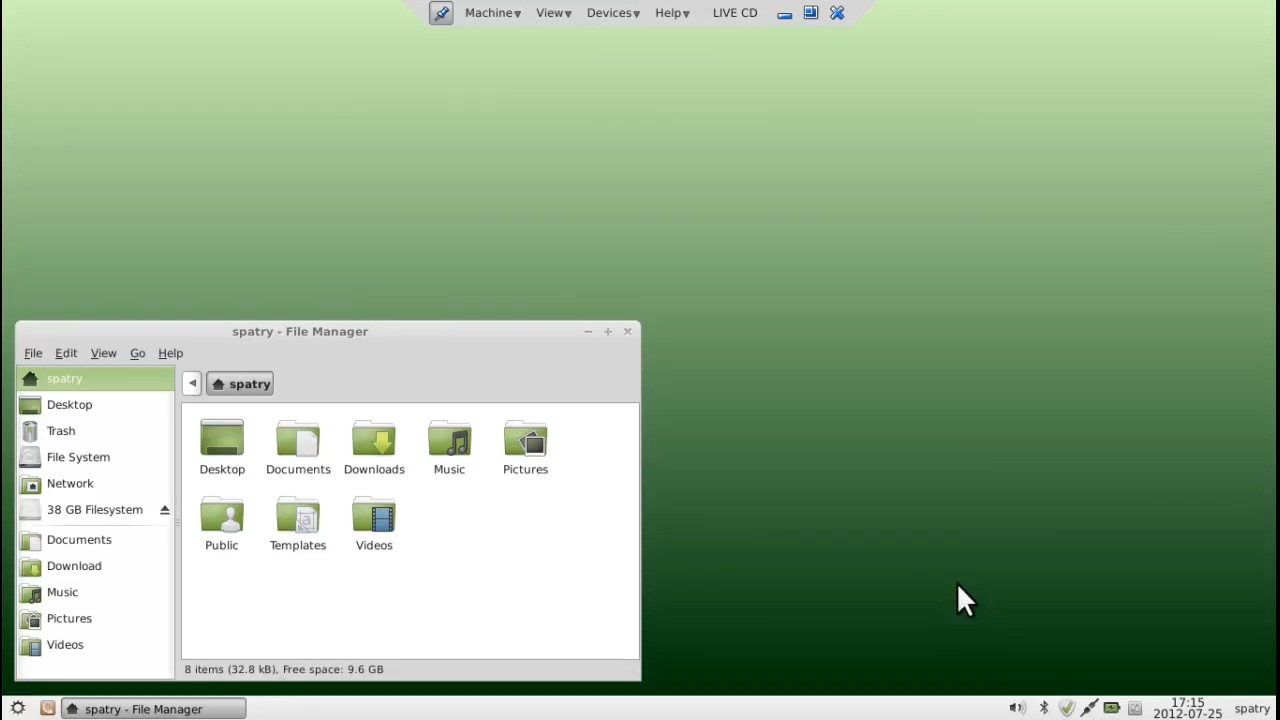 Machine View Devices Help LIVE CD
spatry - File Manager
File Edit View Go Help
spatry
Desktop
Trash
File System
Network
38 GB Filesystem
Documents
Download
Music
Pictures
Videos
spatry
Desktop Documents Downloads Music Pictures
Public Templates Videos
8 items (32.8 kB), Free space: 9.6 GB
spatry - File Manager
17:15
2012-07-25
spatry